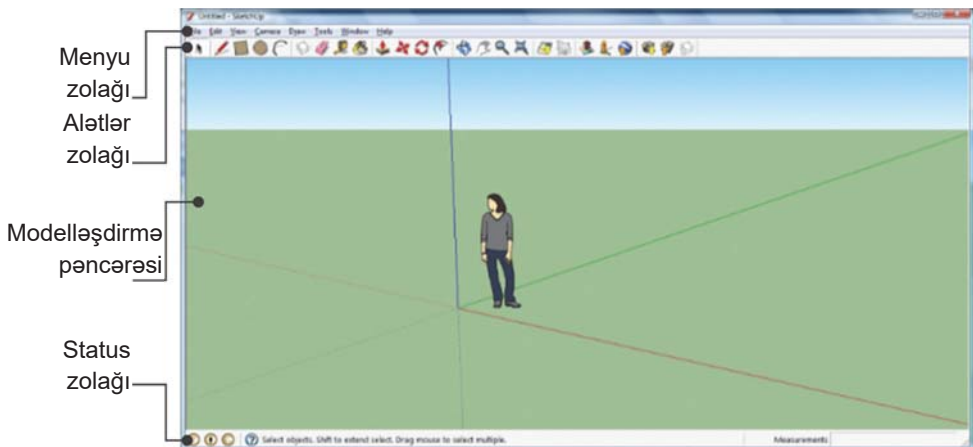 Untitled - SketchUp
File Edit View Camera Draw Tools Window Help
Menyu
zolağı
Alətlər
zolağı
Modelləşdirmə
pəncərəsi
Status
zolağı
Select objects. Shift to extend select. Drag mouse to select multiple.
Measurements